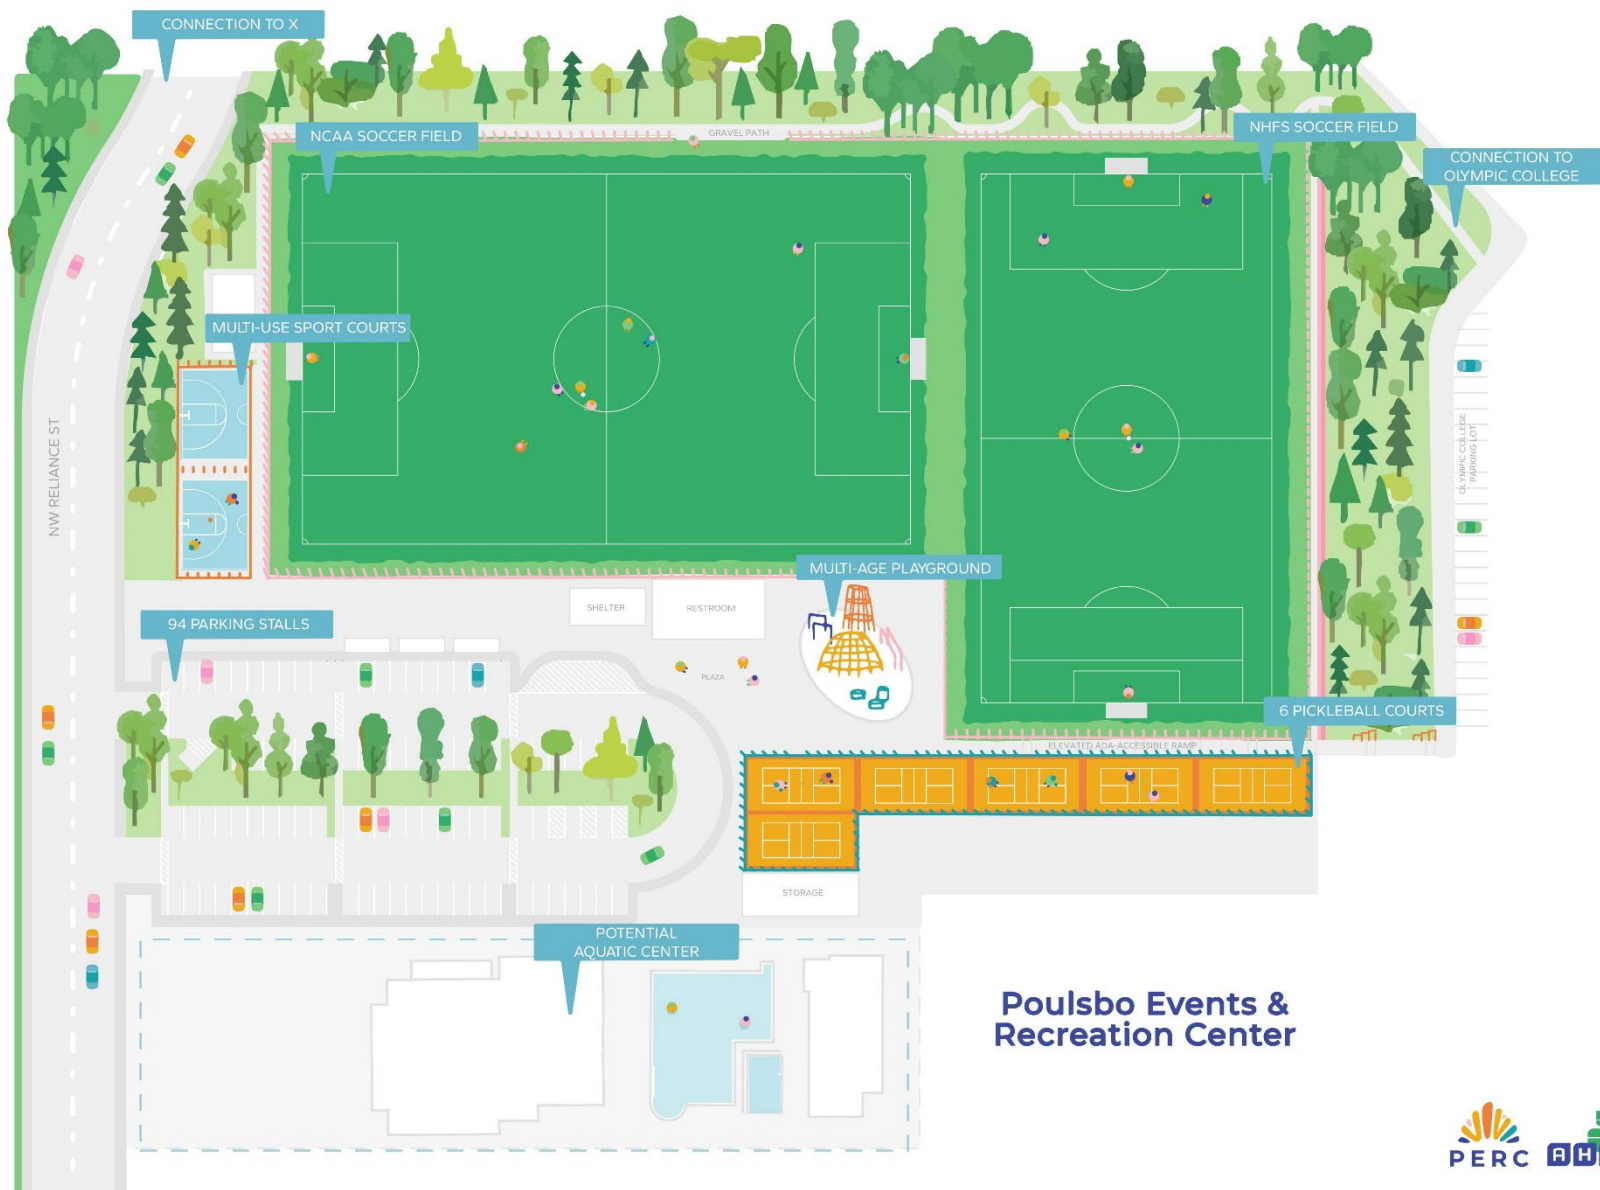 CONNECTION TO X
NCAA SOCCER FIELD
GRAVEL PATH
NHFS SOCCER FIELD
CONNECTION TO
OLYMPIC COLLEGE
MULTI-USE SPORT COURTS
NW RELIANCE ST
OLYMPIC COLLEGE
PARKING LOT
MULTI-AGE PLAYGROUND
SHELTER
RESTROOM
94 PARKING STALLS
PLAZA
6 PICKLEBALL COURTS
ELEVATED ADA-ACCESSIBLE RAMP
STORAGE
POTENTIAL
AQUATIC CENTER
Poulsbo Events &
Recreation Center
PERC
AH